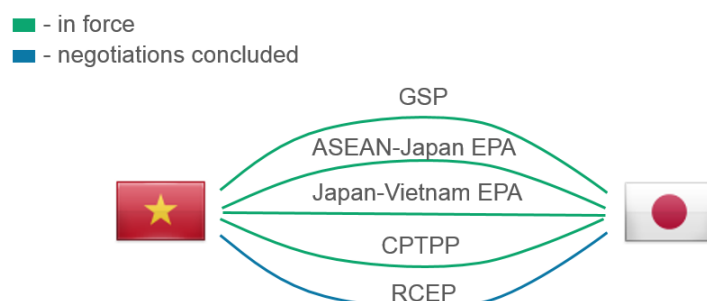 - in force
- negotiations concluded
GSP
ASEAN-Japan EPA
Japan-Vietnam EPA
CPTPP
RCEP